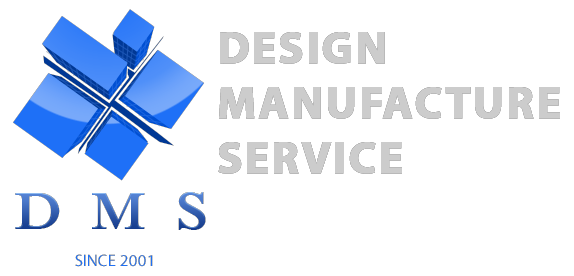 DESIGN
MANUFACTURE
SERVICE
D M S
SINCE 2001